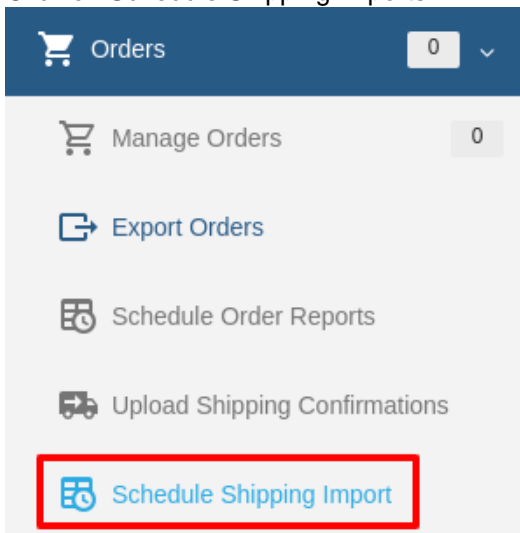 Orders 0
Manage Orders 0
Export Orders
Schedule Order Reports
Upload Shipping Confirmations
Schedule Shipping Import